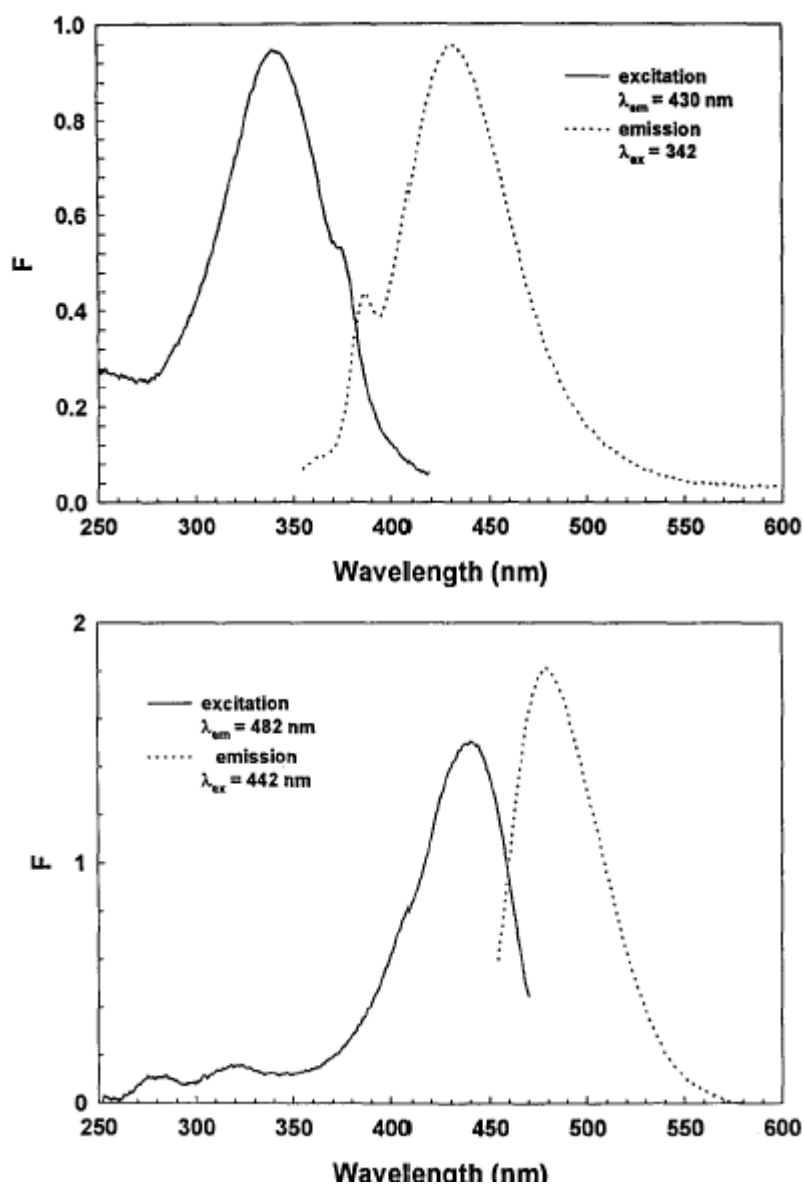 1.0
0.8
0.6
0.4
0.2
0.0
F
excitation
λem = 430 nm
emission
λex = 342
250 300 350 400 450 500 550 600
Wavelength (nm)
2
1
0
F
excitation
λem = 482 nm
emission
λex = 442 nm
250 300 350 400 450 500 550 600
Wavelength (nm)